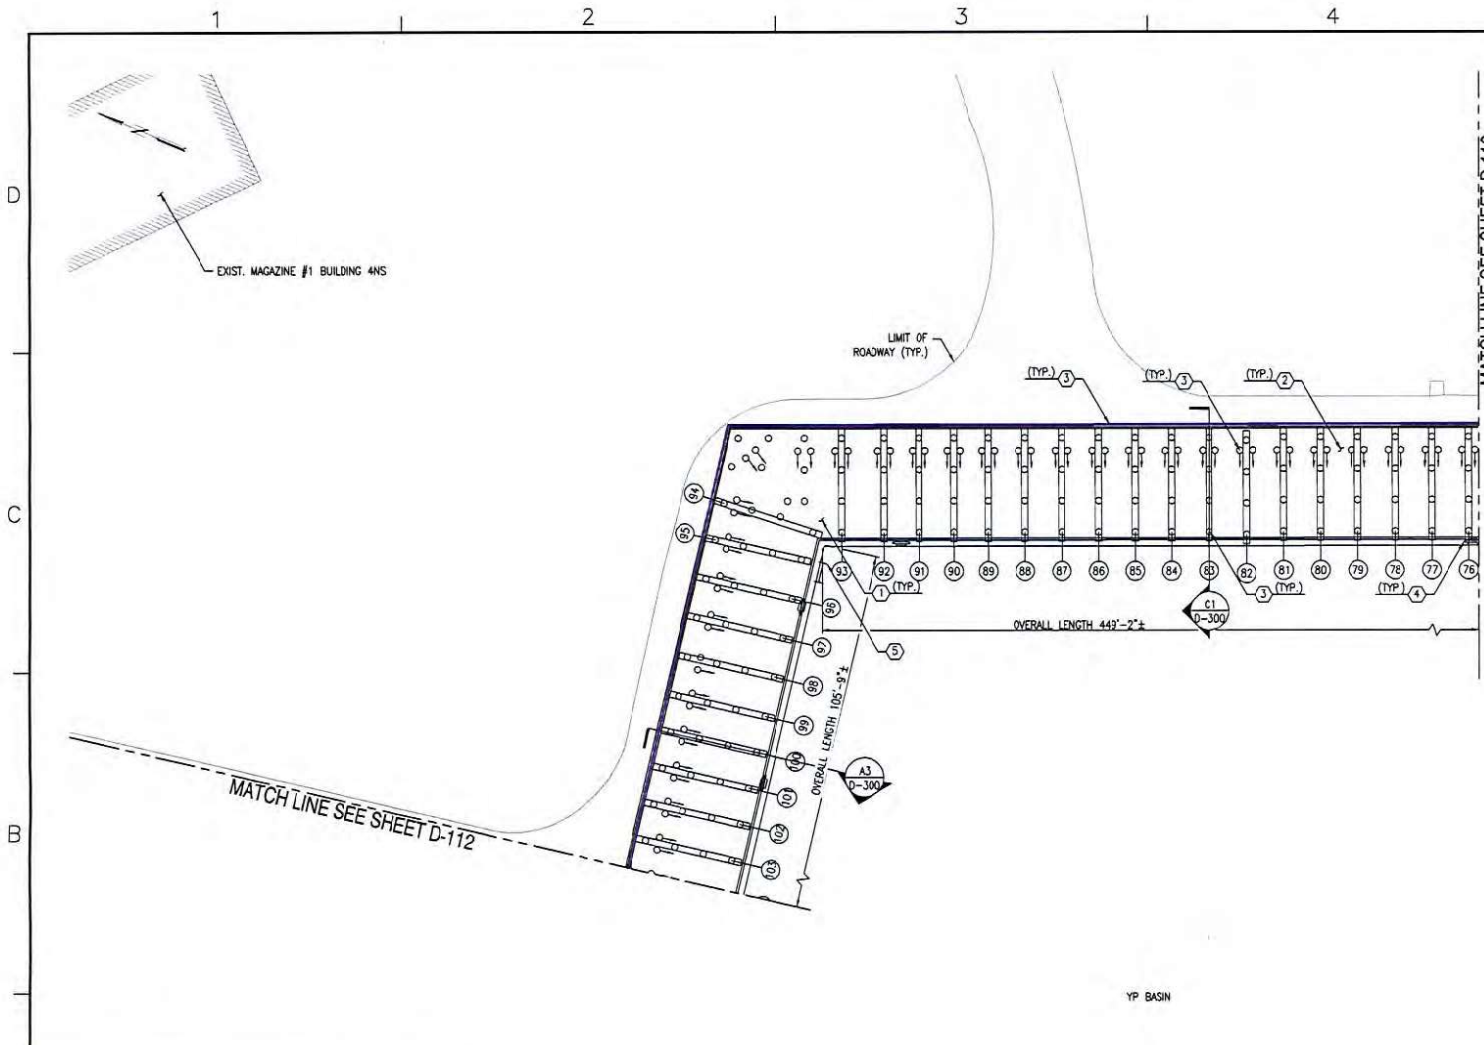 1 2 3 4
D
EXIST. MAGAZINE #1 BUILDING 4NS
LIMIT OF
ROADWAY (TYP.)
(TYP.) 3
(TYP.) 3
(TYP.) 2
C
94
95
93 92 91 90 89 88 87 86 85 84 83 82 81 80 79 78 77 76
1 (TYP.)
3 (TYP.)
(TYP.) 4
C1
D-300
OVERALL LENGTH 449'-2"±
5
96
97
98
99
100
101
102
103
OVERALL LENGTH 105'-9"±
A3
D-300
MATCH LINE SEE SHEET D-112
B
YP BASIN